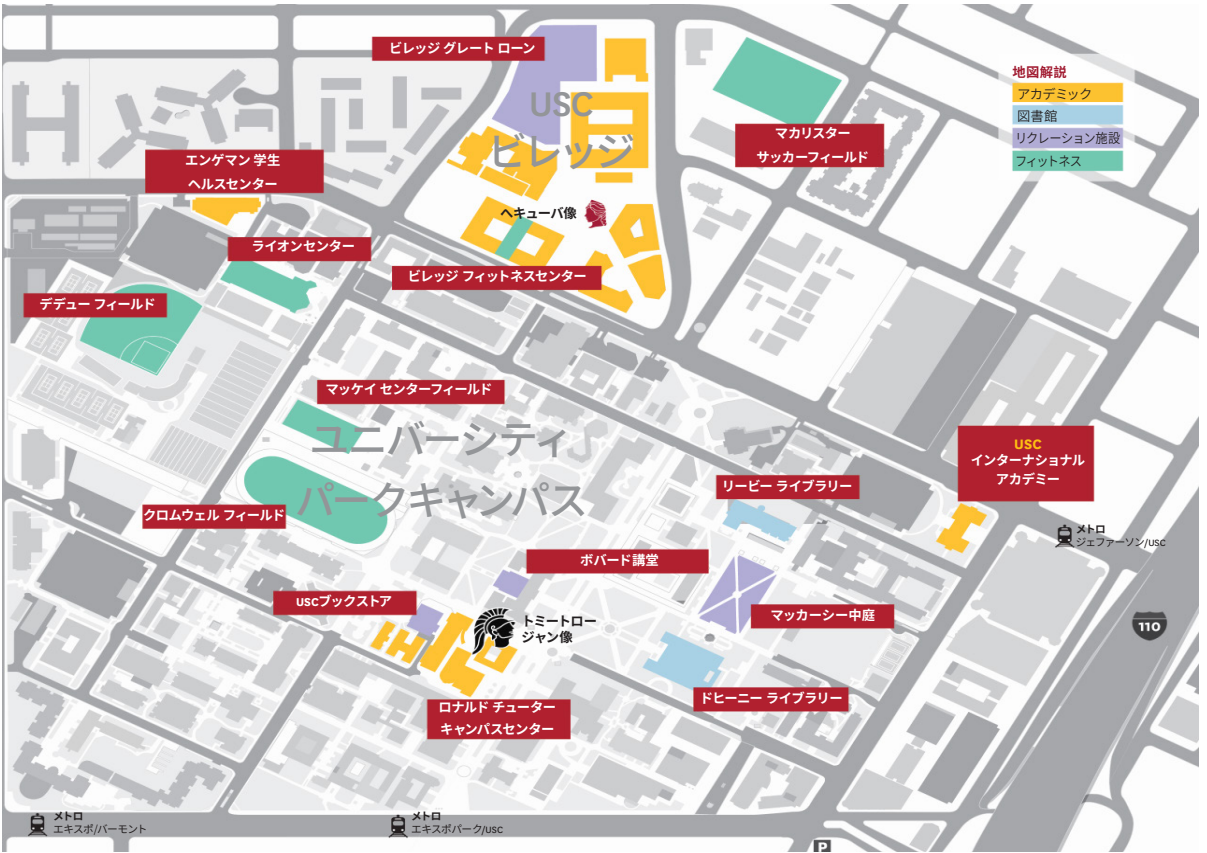 ビレッジ グレート ローン
地図解説
アカデミック
図書館
リクレーション施設
フィットネス
USC
ビレッジ
マカリスター
サッカーフィールド
エンゲマン 学生
ヘルスセンター
ヘキューバ像
ライオンセンター
ビレッジ フィットネスセンター
デデュー フィールド
マッケイ センターフィールド
ユニバーシティ
パークキャンパス
USC
インターナショナル
アカデミー
リービー ライブラリー
クロムウェル フィールド
メトロ
ジェファーソン/USC
ボバード講堂
USCブックストア
トミートロー
ジャン像
マッカーシー中庭
110
ドヒーニー ライブラリー
ロナルド チューター
キャンパスセンター
メトロ
エキスポ/バーモント
メトロ
エキスポパーク/USC
P